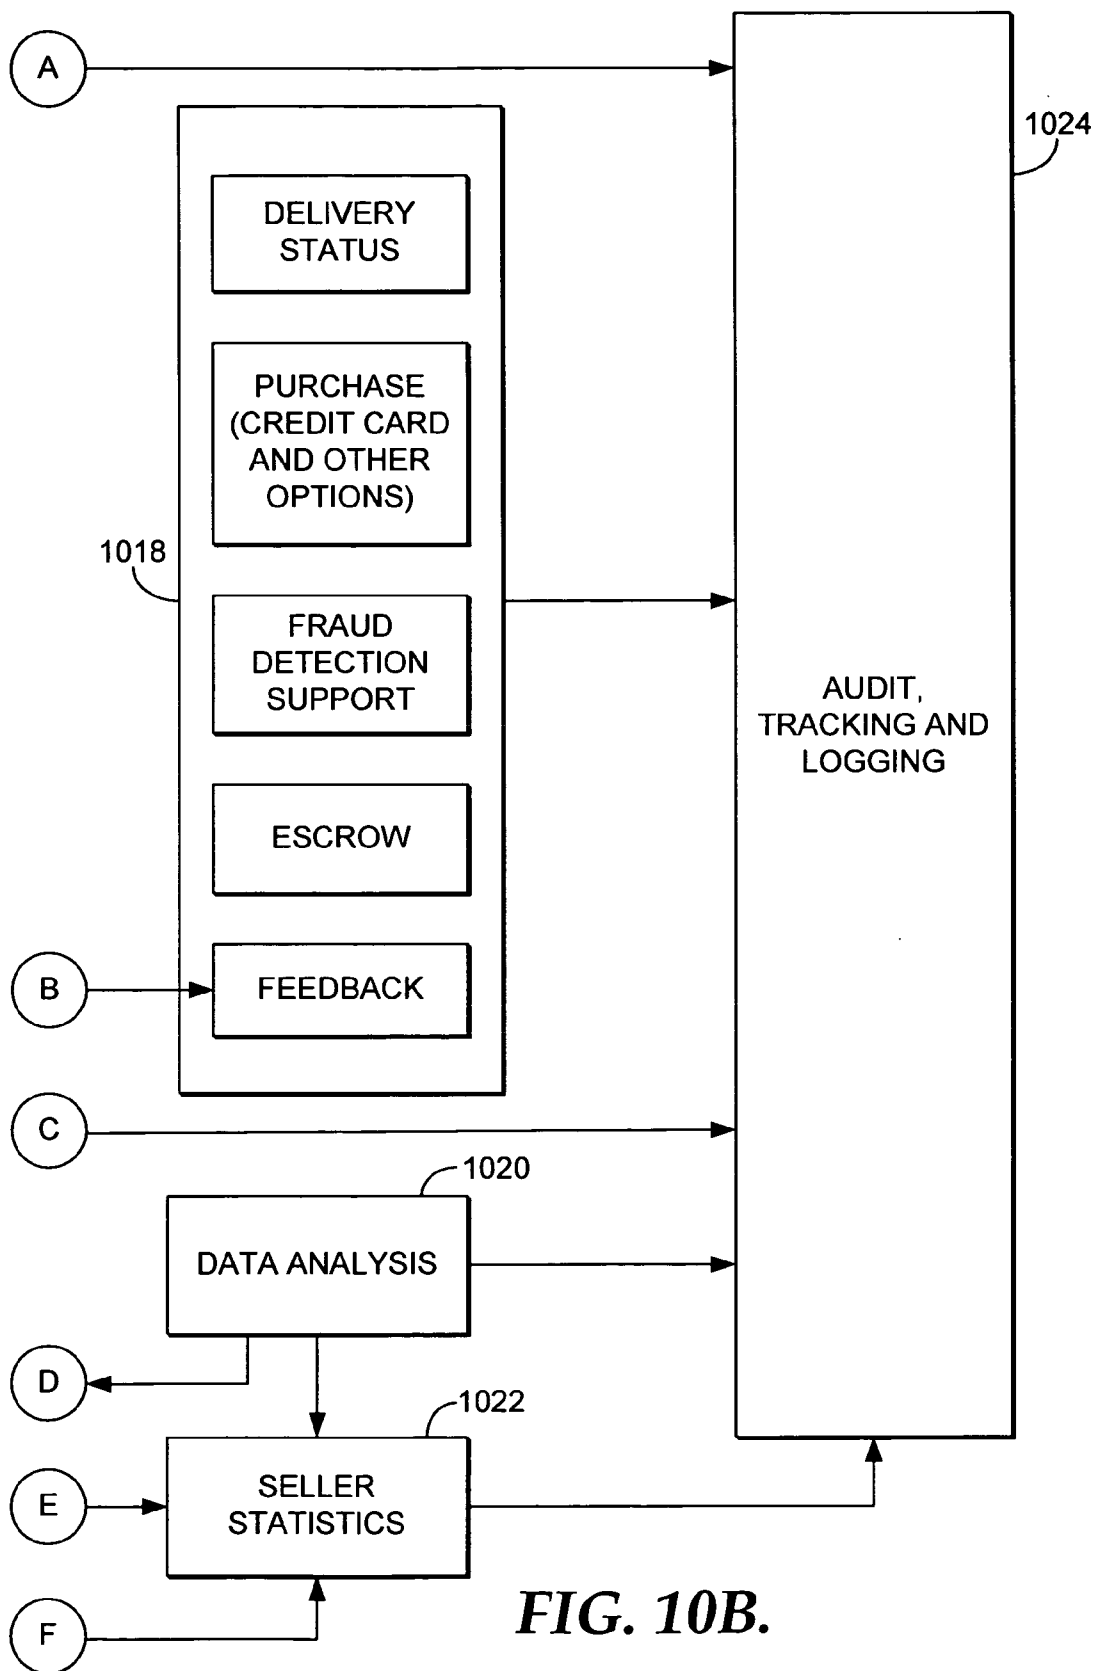 A
1024
DELIVERY
STATUS
PURCHASE
(CREDIT CARD
AND OTHER
OPTIONS)
1018
FRAUD
DETECTION
SUPPORT
AUDIT,
TRACKING AND
LOGGING
ESCROW
B
FEEDBACK
C
1020
DATA ANALYSIS
D
1022
E
SELLER
STATISTICS
F
FIG. 10B.